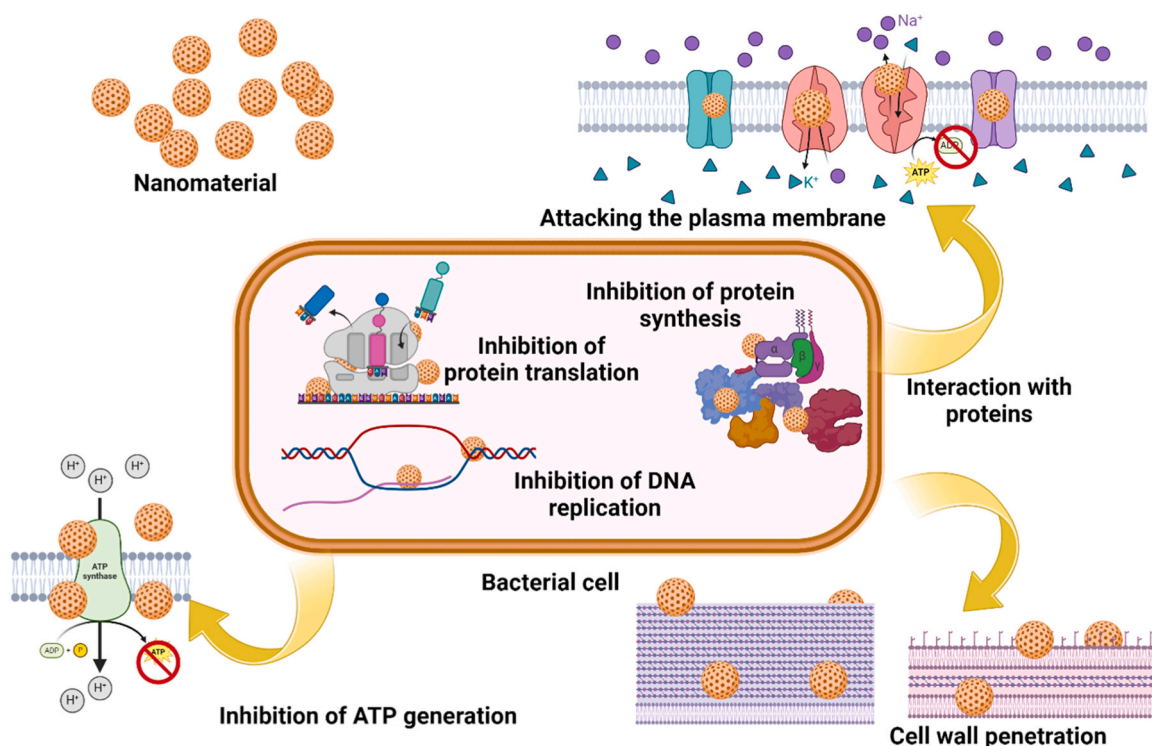 Nanomaterial
Na⁺
K⁺
ADP
ATP
Attacking the plasma membrane
Inhibition of protein
synthesis
α
β
γ
Inhibition of
protein translation
Interaction with
proteins
Inhibition of DNA
replication
H⁺
H⁺
H⁺
ATP
synthase
ADP + P
ATP
H⁺
H⁺
Bacterial cell
Inhibition of ATP generation
Cell wall penetration